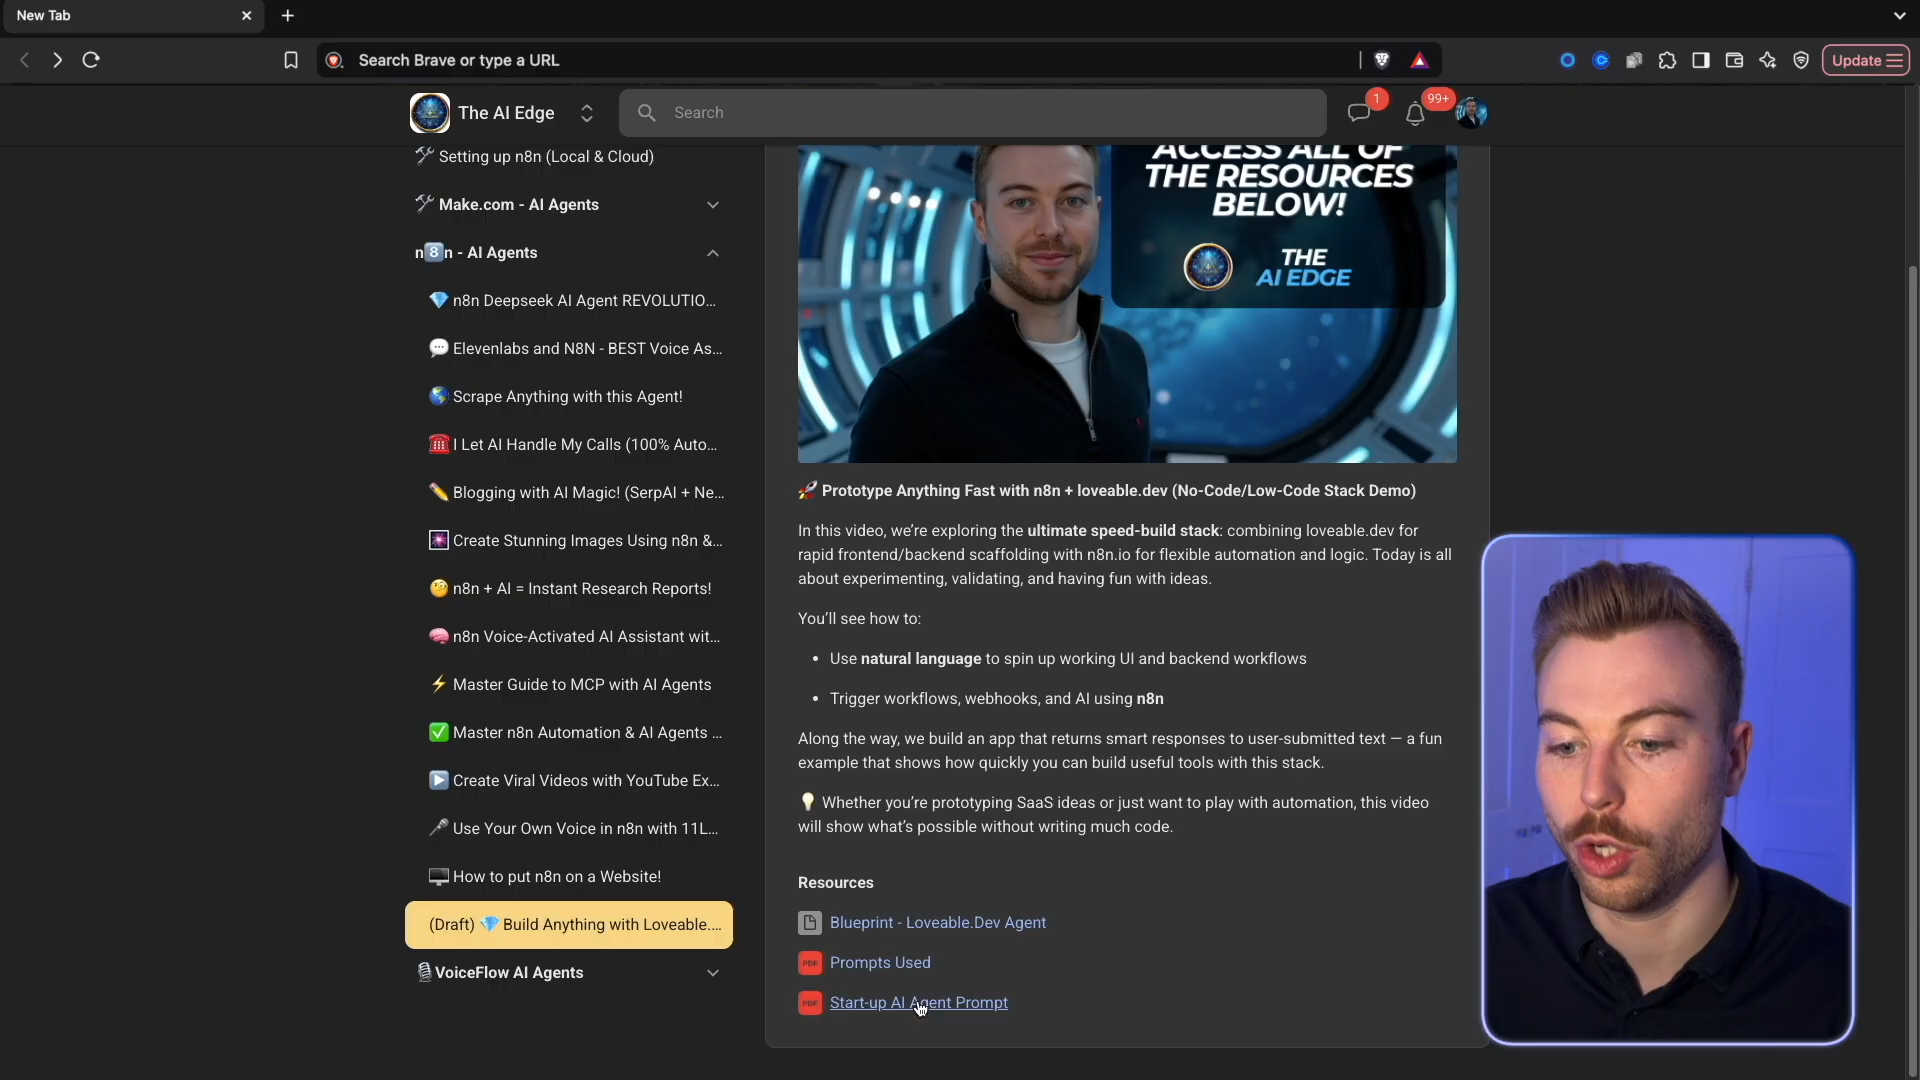 New Tab
Search Brave or type a URL
Update
The AI Edge
Search
1
99+
Setting up n8n (Local & Cloud)
Make.com - AI Agents
n8n - AI Agents
n8n Deepseek AI Agent REVOLUTIO...
Elevenlabs and N8N - BEST Voice As...
Scrape Anything with this Agent!
I Let AI Handle My Calls (100% Auto...
Blogging with AI Magic! (SerpAI + Ne...
Create Stunning Images Using n8n &...
n8n + AI = Instant Research Reports!
n8n Voice-Activated AI Assistant wit...
Master Guide to MCP with AI Agents
Master n8n Automation & AI Agents ...
Create Viral Videos with YouTube Ex...
Use Your Own Voice in n8n with 11L...
How to put n8n on a Website!
(Draft) 💎 Build Anything with Loveable....
VoiceFlow AI Agents
ACCESS ALL OF
THE RESOURCES
BELOW!
THE
AI EDGE
🚀 Prototype Anything Fast with n8n + loveable.dev (No-Code/Low-Code Stack Demo)
In this video, we're exploring the ultimate speed-build stack: combining loveable.dev for
rapid frontend/backend scaffolding with n8n.io for flexible automation and logic. Today is all
about experimenting, validating, and having fun with ideas.
You'll see how to:
• Use natural language to spin up working UI and backend workflows
• Trigger workflows, webhooks, and AI using n8n
Along the way, we build an app that returns smart responses to user-submitted text — a fun
example that shows how quickly you can build useful tools with this stack.
💡 Whether you're prototyping SaaS ideas or just want to play with automation, this video
will show what's possible without writing much code.
Resources
Blueprint - Loveable.Dev Agent
PDF Prompts Used
PDF Start-up AI Agent Prompt